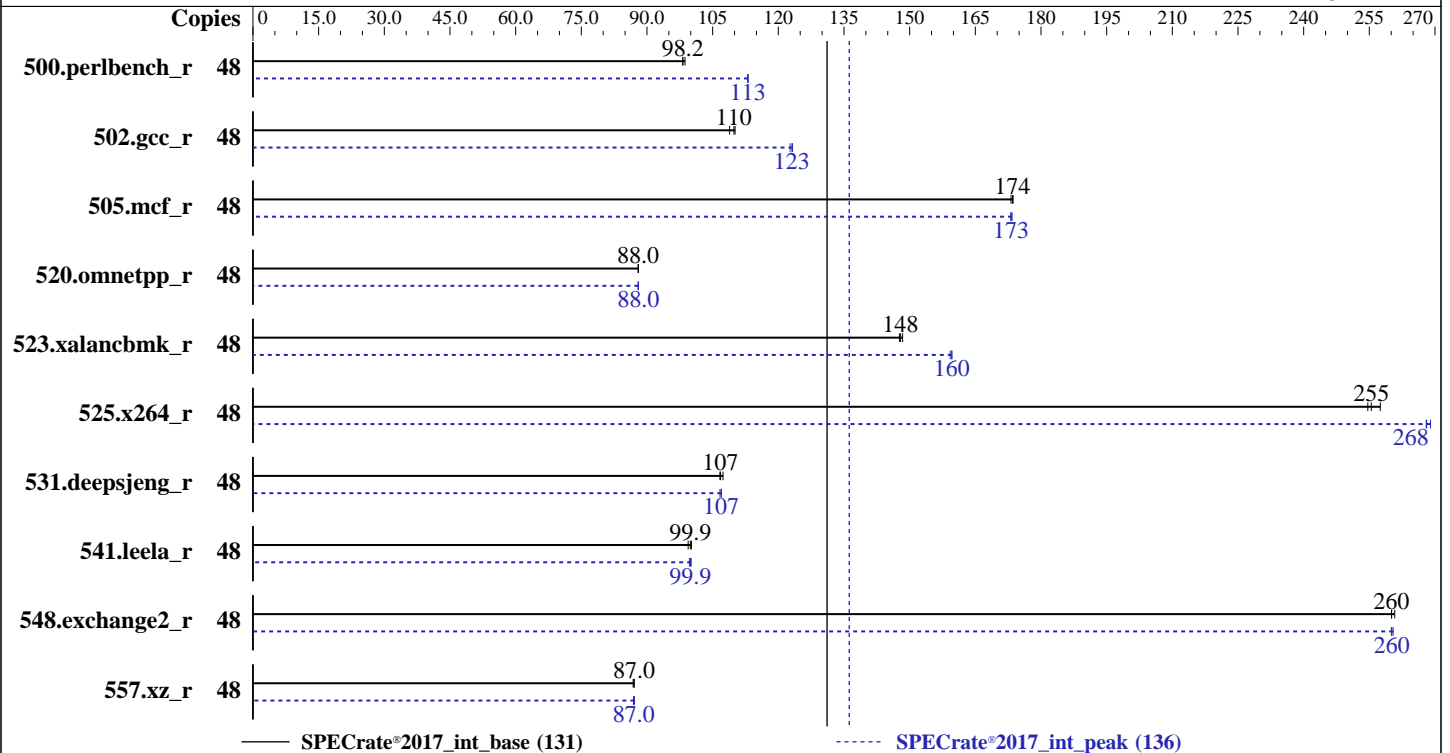 Copies 0 15.0 30.0 45.0 60.0 75.0 90.0 105 120 135 150 165 180 195 210 225 240 255 270
98.2
500.perlbench_r 48
113
110
502.gcc_r 48
123
174
505.mcf_r 48
173
88.0
520.omnetpp_r 48
88.0
148
523.xalancbmk_r 48
160
255
525.x264_r 48
268
107
531.deepsjeng_r 48
107
99.9
541.leela_r 48
99.9
260
548.exchange2_r 48
260
87.0
557.xz_r 48
87.0
SPECrate®2017_int_base (131) SPECrate®2017_int_peak (136)